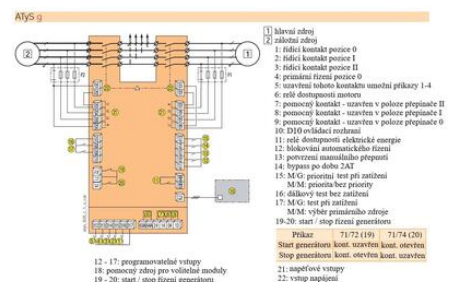 ATyS g
1 hlavní zdroj
2 záložní zdroj
1: řídící kontakt pozice 0
2: řídící kontakt pozice I
3: řídící kontakt pozice II
4: primární řízení pozice 0
5: uzavření tohoto kontaktu umožní příkazy 1-4
6: relé dostupnosti motoru
7: pomocný kontakt - uzavřen v poloze přepínače II
8: pomocný kontakt - uzavřen v poloze přepínače I
9: pomocný kontakt - uzavřen v poloze přepínače 0
10: D10 ovládací rozhraní
11: relé dostupnosti elektrické energie
12: blokování automatického řízení
13: potvrzení manuálního přepnutí
14: bypass po dobu 2AT
15: M/G: zatížitní test při zatížení
M/M: priorita/bez priority
16: dálkový test bez zatížení
17: M/G: test při zatížení
M/M: výběr primárního zdroje
19-20: start / stop řízení generátoru
Příkaz 71/72 (19) 71/74 (20)
Start generátoru kont. uzavřen kont. otevřen
Stop generátoru kont. otevřen kont. uzavřen
21: napěťové vstupy
22: vstup napájení
12 - 17: programovatelné vstupy
18: pomocný zdroj pro volitelné moduly
19 - 20: start / stop řízení generátoru